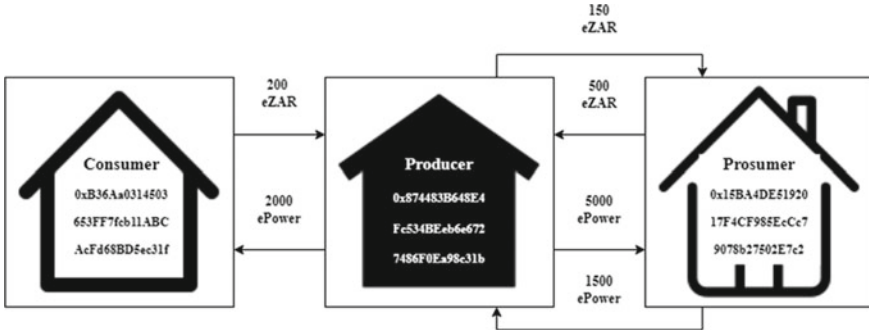 150
eZAR
200
eZAR
500
eZAR
Consumer
0xB36Aa0314503
653FF7fcb11ABC
AcFd68BD5ec31f
Producer
0x874483B648E4
Fc534BEeb6e672
7486F0Ea98c31b
Prosumer
0x15BA4DE51920
17F4CF985EcCc7
9078b27502E7c2
2000
ePower
5000
ePower
1500
ePower